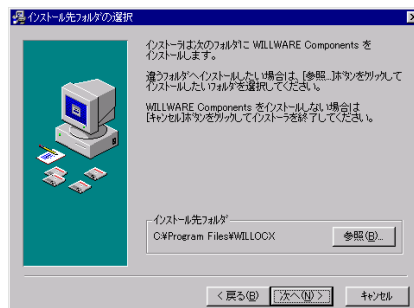 インストール先フォルダの選択
インストーラは次のフォルダに WILLWARE Components を
インストールします。
違うフォルダへインストールしたい場合は、[参照...]ボタンをクリックして
インストールしたいフォルダを選択してください。
WILLWARE Components をインストールしない場合は
[キャンセル]ボタンをクリックしてインストーラを終了してください。
インストール先フォルダ
C:¥Program Files¥WILLOCX
参照(R)...
< 戻る(B)
次へ(N) >
キャンセル